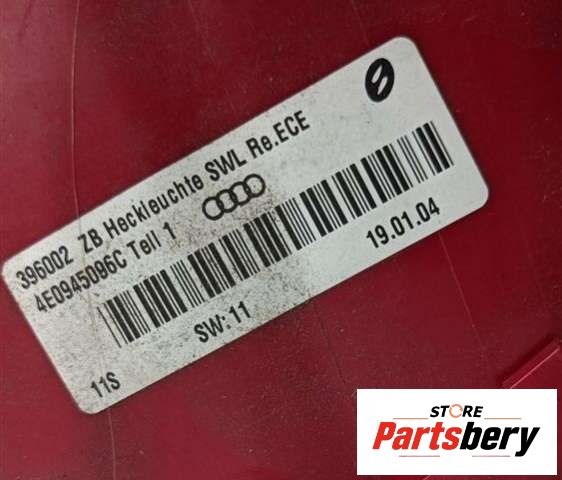 396002 ZB Heckleuchte SWL Re.ECE
4E0945096C Teil 1
19.01.04
SW:11
11S
STORE
Partsbery